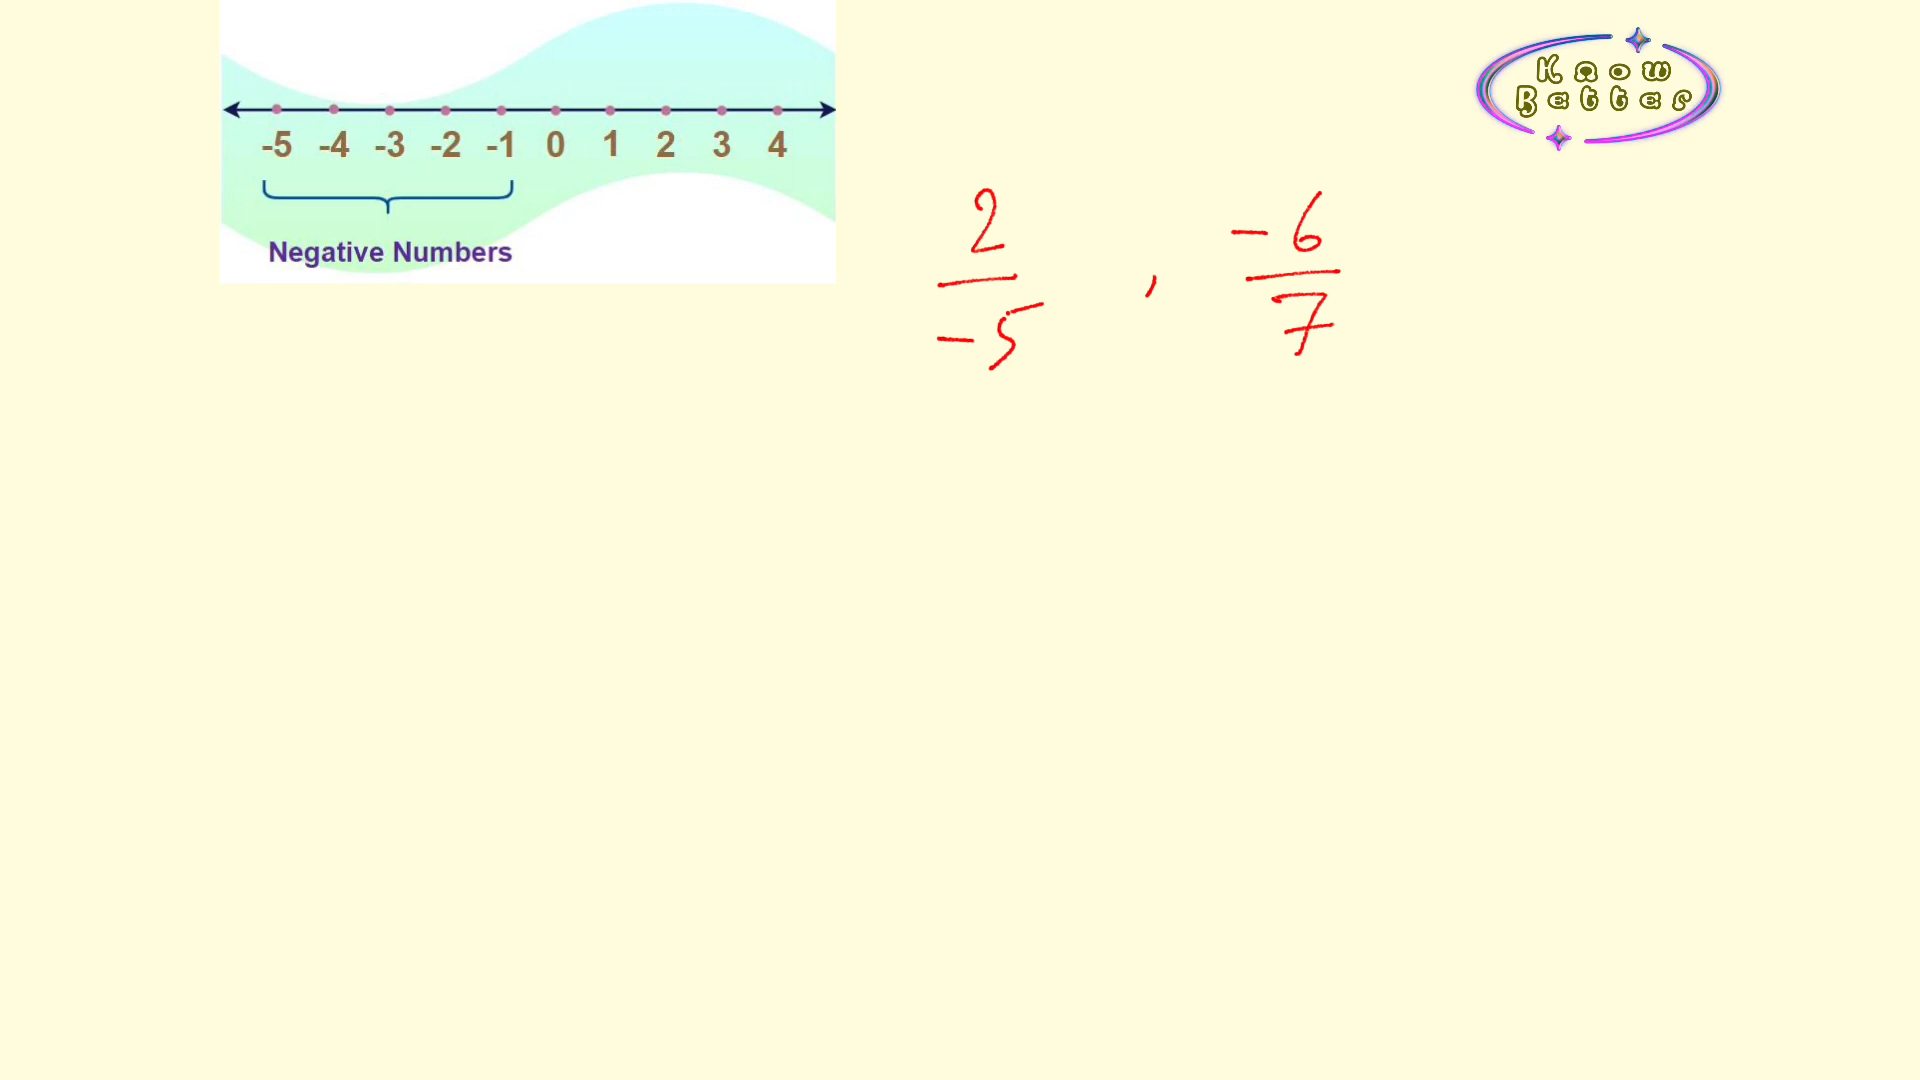 -5 -4 -3 -2 -1 0 1 2 3 4
Negative Numbers
Know
Better
2/-5 , -6/7